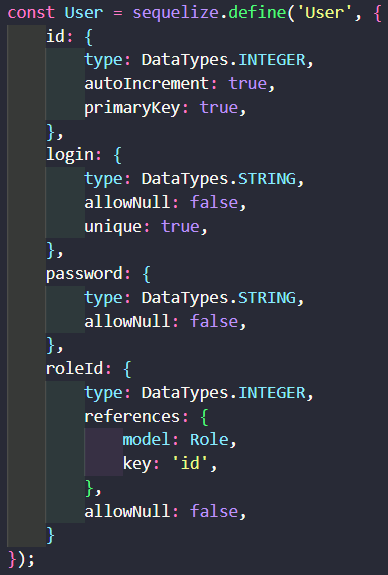 const User = sequelize.define('User', {
    id: {
        type: DataTypes.INTEGER,
        autoIncrement: true,
        primaryKey: true,
    },
    login: {
        type: DataTypes.STRING,
        allowNull: false,
        unique: true,
    },
    password: {
        type: DataTypes.STRING,
        allowNull: false,
    },
    roleId: {
        type: DataTypes.INTEGER,
        references: {
            model: Role,
            key: 'id',
        },
        allowNull: false,
    }
});